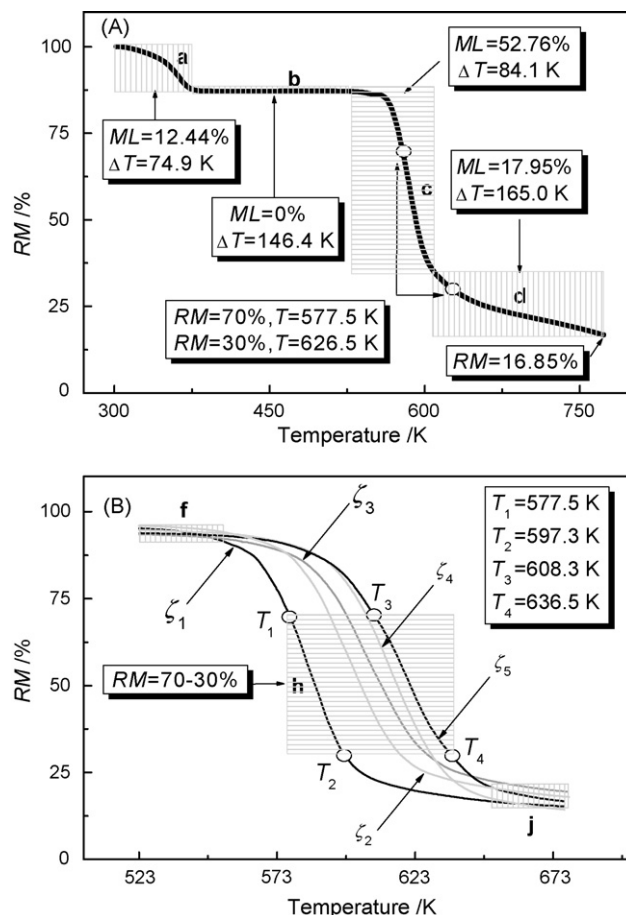 (A)
100
75
50
25
0
RM /%
300
450
600
750
Temperature /K
a
b
c
d
ML=52.76%
ΔT=84.1 K
ML=12.44%
ΔT=74.9 K
ML=17.95%
ΔT=165.0 K
ML=0%
ΔT=146.4 K
RM=70%, T=577.5 K
RM=30%, T=626.5 K
RM=16.85%
(B)
100
75
50
25
0
RM /%
523
573
623
673
Temperature /K
f
ζ3
T1=577.5 K
T2=597.3 K
T3=608.3 K
T4=636.5 K
ζ1
T3
ζ4
T1
RM=70-30%
h
ζ5
T2
T4
ζ2
j